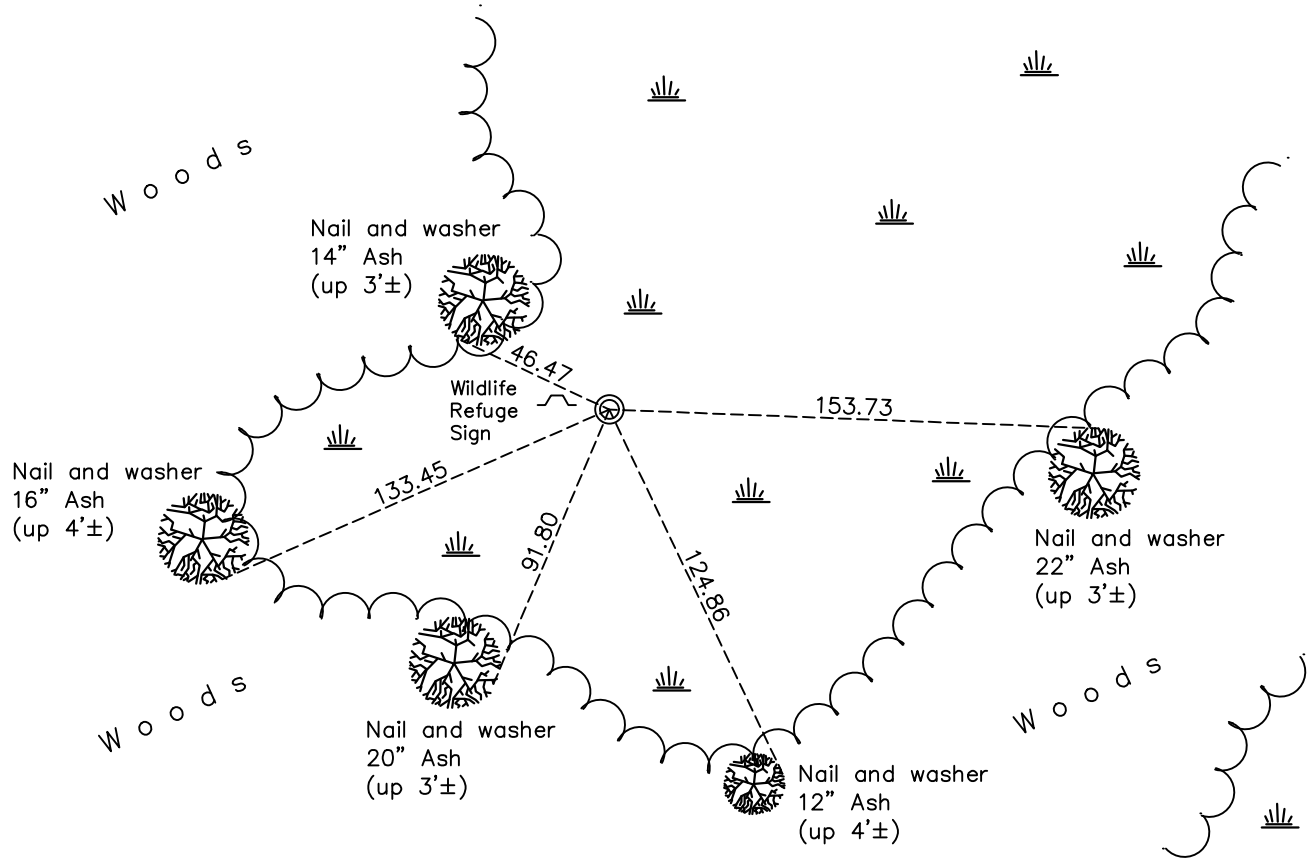 Woods
Nail and washer
14” Ash
(up 3’±)
46.47
Wildlife
Refuge
Sign
153.73
133.45
Nail and washer
16” Ash
(up 4’±)
91.80
124.86
Nail and washer
22” Ash
(up 3’±)
Woods
Woods
Nail and washer
20” Ash
(up 3’±)
Nail and washer
12” Ash
(up 4’±)